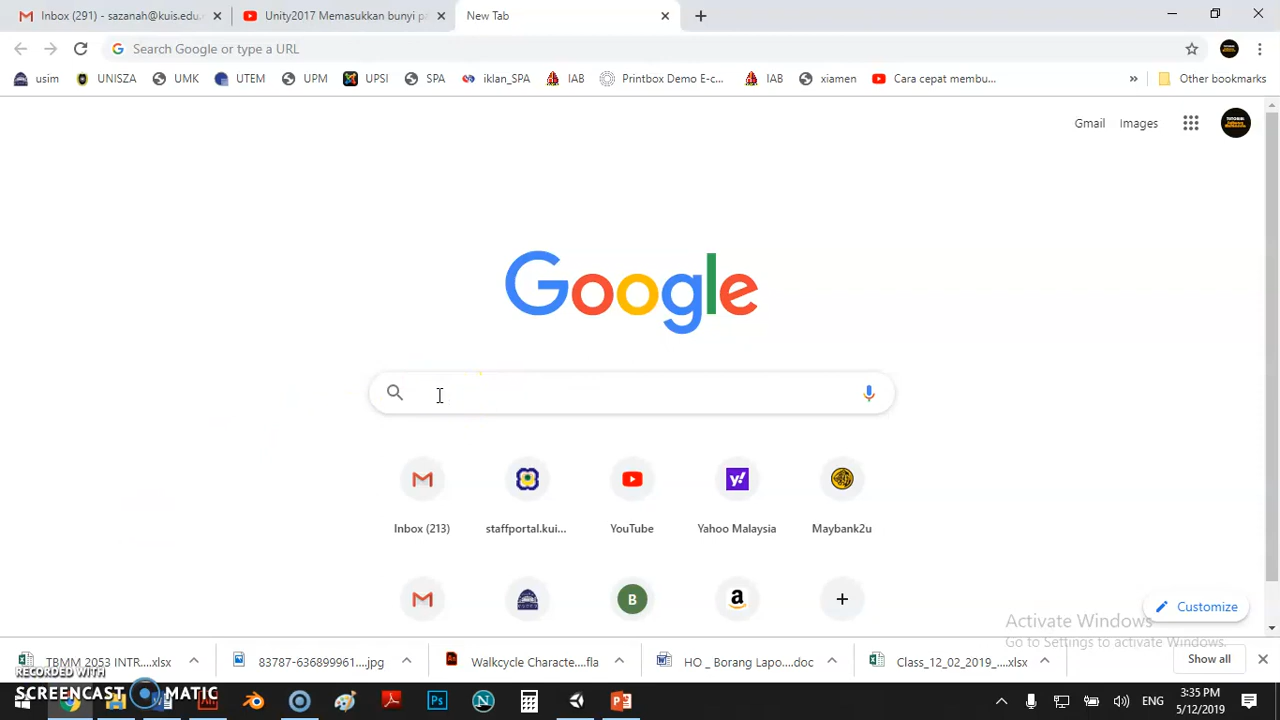 Inbox (291) - sazanah@kuis.edu.
Unity2017 Memasukkan bunyi pa
New Tab
Search Google or type a URL
usim
UNISZA
UMK
UTEM
UPM
UPSI
SPA
iklan_SPA
IAB
Printbox Demo E-c...
IAB
xiamen
Cara cepat membu...
»
Other bookmarks
Gmail
Images
Google
Inbox (213)
staffportal.kui...
YouTube
Yahoo Malaysia
Maybank2u
B
Customize
Activate Windows
Go to Settings to activate Windows.
TBMM 2053 INTR....xlsx
83787-636899961....jpg
Walkcycle Characte....fla
HO _ Borang Lapo....doc
Class_12_02_2019_....xlsx
Show all
RECORDED WITH
SCREENCAST MATIC
ENG
3:35 PM
5/12/2019